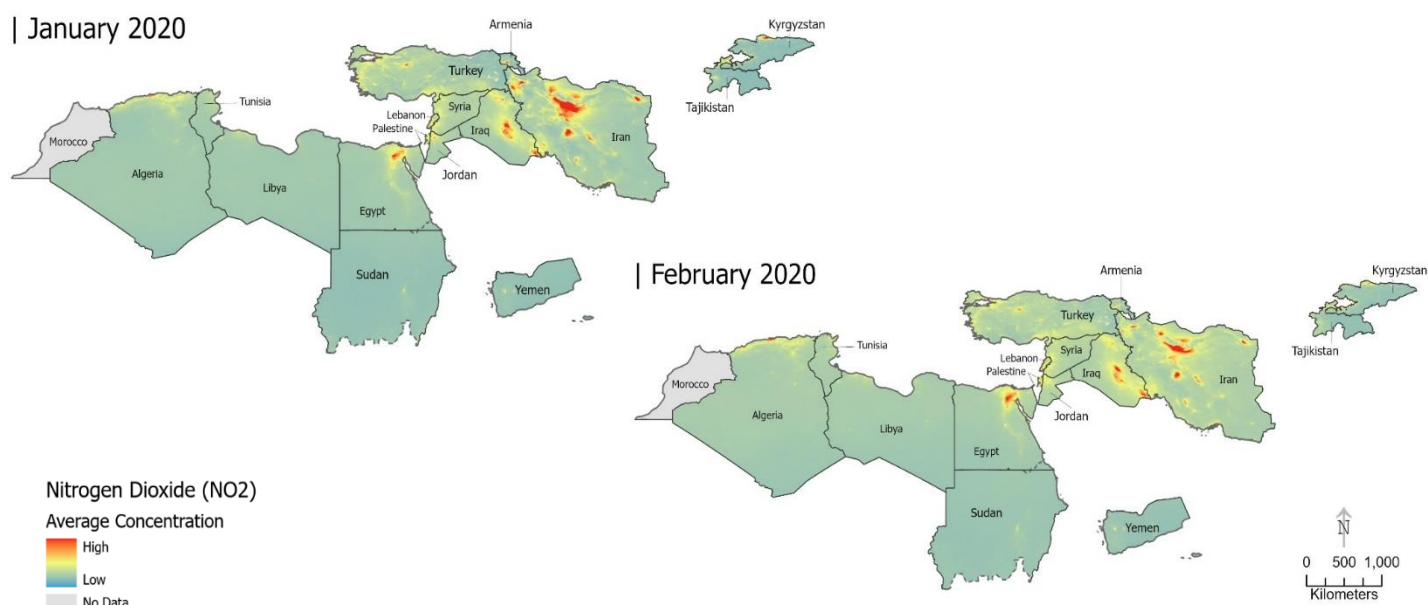 | January 2020
Armenia
Kyrgyzstan
Turkey
Tajikistan
Tunisia
Syria
Lebanon
Palestine
Iraq
Iran
Morocco
Jordan
Algeria
Libya
Egypt
Sudan
Yemen
| February 2020
Armenia
Kyrgyzstan
Turkey
Tajikistan
Tunisia
Syria
Lebanon
Palestine
Iraq
Iran
Morocco
Jordan
Algeria
Libya
Egypt
Sudan
Yemen
Nitrogen Dioxide (NO2)
Average Concentration
High
Low
No Data
N
0 500 1,000
Kilometers